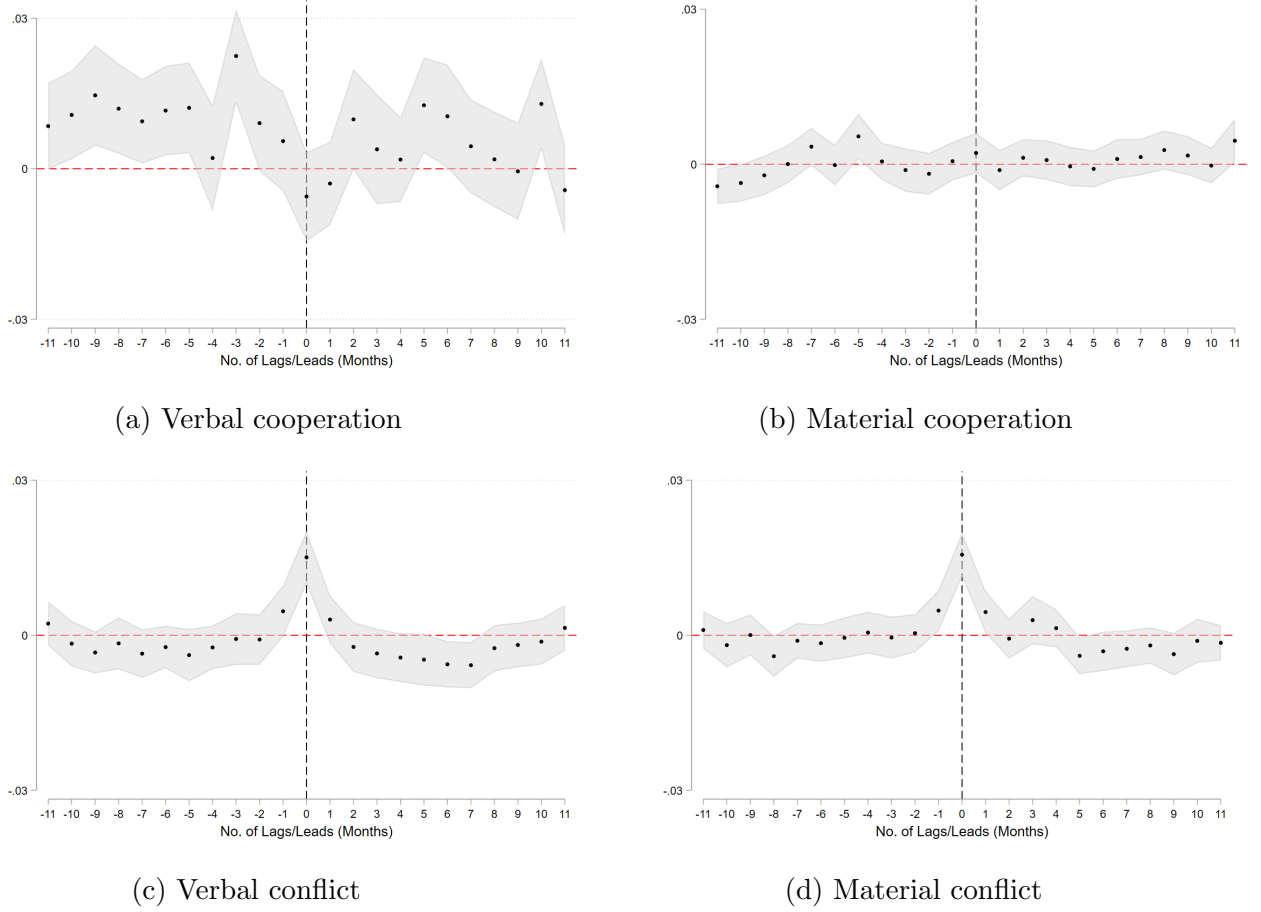 .03
0
-.03
-11 -10 -9 -8 -7 -6 -5 -4 -3 -2 -1 0 1 2 3 4 5 6 7 8 9 10 11
No. of Lags/Leads (Months)
(a) Verbal cooperation
.03
0
-.03
-11 -10 -9 -8 -7 -6 -5 -4 -3 -2 -1 0 1 2 3 4 5 6 7 8 9 10 11
No. of Lags/Leads (Months)
(b) Material cooperation
.03
0
-.03
-11 -10 -9 -8 -7 -6 -5 -4 -3 -2 -1 0 1 2 3 4 5 6 7 8 9 10 11
No. of Lags/Leads (Months)
(c) Verbal conflict
.03
0
-.03
-11 -10 -9 -8 -7 -6 -5 -4 -3 -2 -1 0 1 2 3 4 5 6 7 8 9 10 11
No. of Lags/Leads (Months)
(d) Material conflict